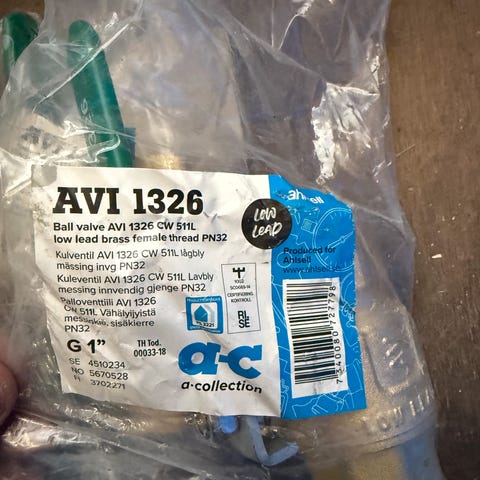 AVI 1326
Ball valve AVI 1326 CW 511L
low lead brass female thread PN32
Kulventil AVI 1326 CW 511L lågbly
mässing invg PN32
Kuleventil AVI 1326 CW 511L Lavbly
messing innvendig gjenge PN32
Palloventtiili AVI 1326
CW 511L Vähälyijyistä
messinkiä, sisäkierre
PN32
G 1"
TH Tod.
00033-18
SE 4510234
NO 5670528
FI 3702271
LOW
LEAD
ahlsell
Produced for
Ahlsell
www.ahlsell.se
RI.
SE
a-c
a-collection
7340080727798